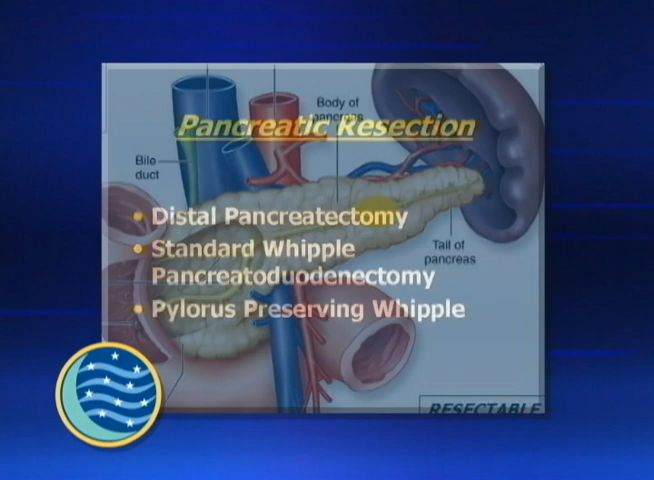 Body of
pancreas
Pancreatic Resection
Bile
duct
• Distal Pancreatectomy
• Standard Whipple
Pancreatoduodenectomy
• Pylorus Preserving Whipple
Tail of
pancreas
RESECTABLE